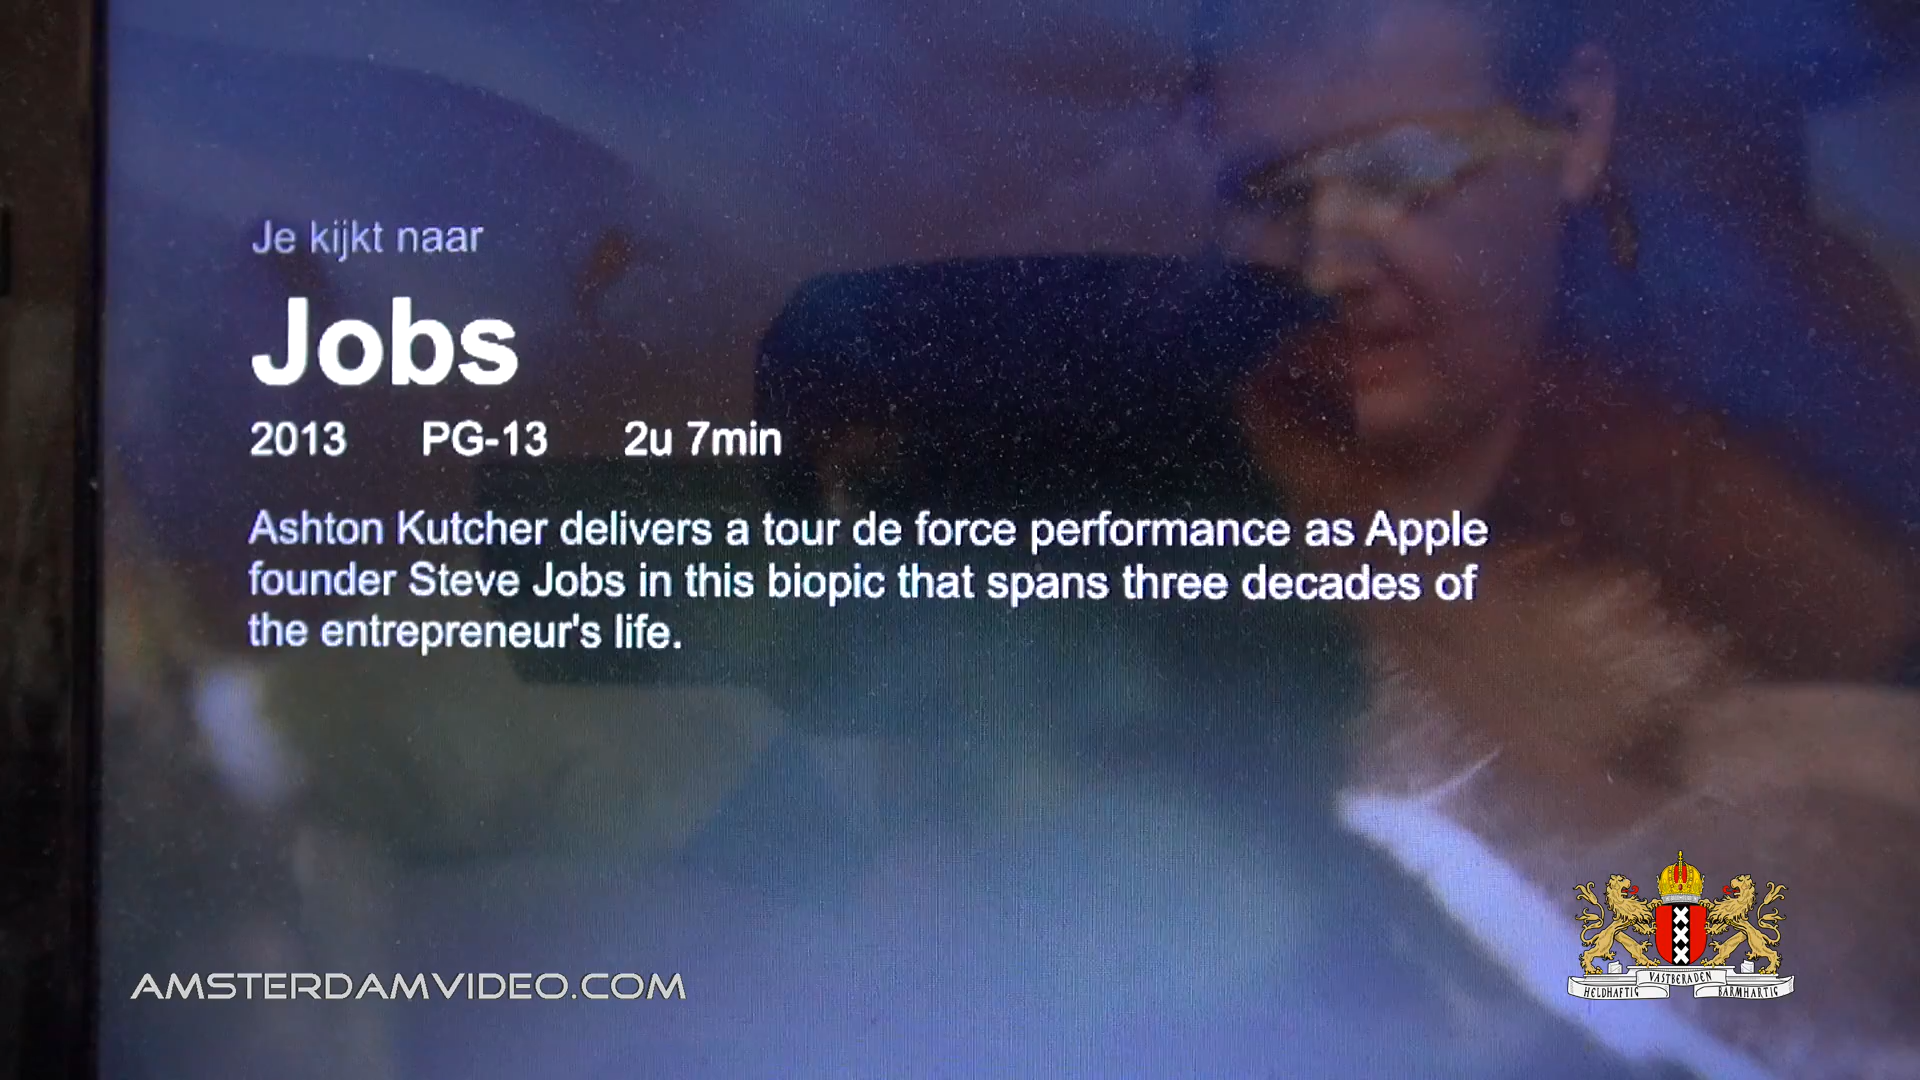 Je kijkt naar
Jobs
2013 PG-13 2u 7min
Ashton Kutcher delivers a tour de force performance as Apple
founder Steve Jobs in this biopic that spans three decades of
the entrepreneur's life.
AMSTERDAMVIDEO.COM
HELDHAFTIG VASTBERADEN BARMHARTIG